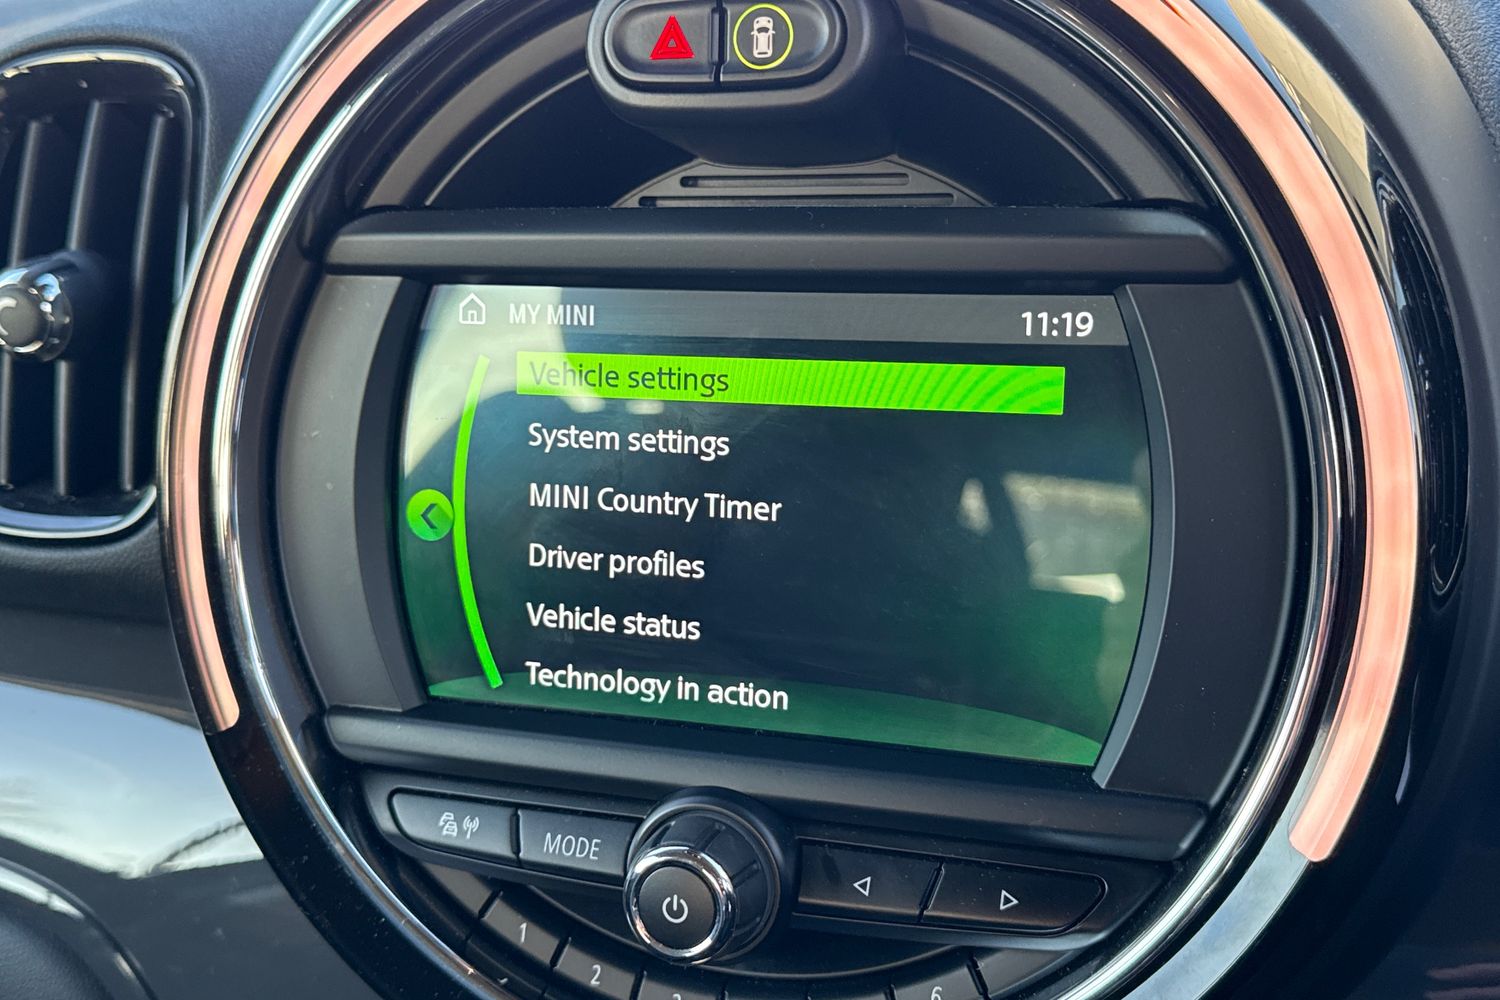 MY MINI
11:19
Vehicle settings
System settings
MINI Country Timer
Driver profiles
Vehicle status
Technology in action
MODE
1
2
6